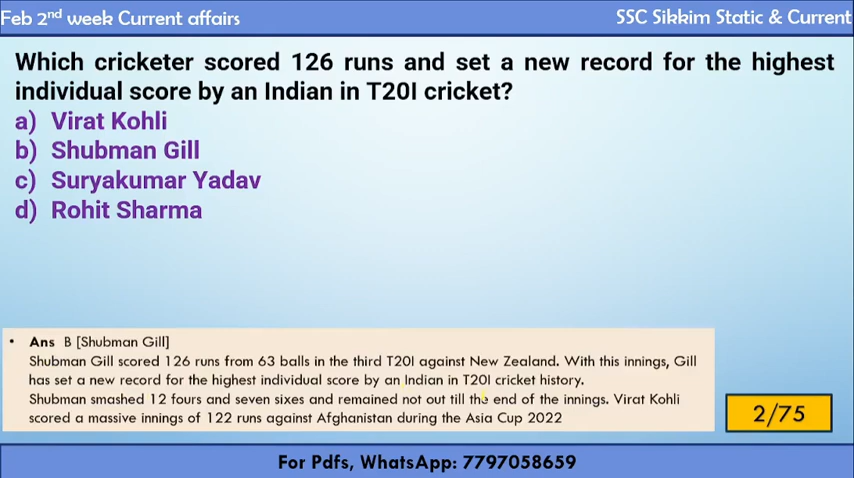 Feb 2nd week Current affairs
SSC Sikkim Static & Current
Which cricketer scored 126 runs and set a new record for the highest
individual score by an Indian in T20I cricket?
a) Virat Kohli
b) Shubman Gill
c) Suryakumar Yadav
d) Rohit Sharma
• Ans B [Shubman Gill]
Shubman Gill scored 126 runs from 63 balls in the third T20I against New Zealand. With this innings, Gill
has set a new record for the highest individual score by an Indian in T20I cricket history.
Shubman smashed 12 fours and seven sixes and remained not out till the end of the innings. Virat Kohli
scored a massive innings of 122 runs against Afghanistan during the Asia Cup 2022
2/75
For Pdfs, WhatsApp: 7797058659